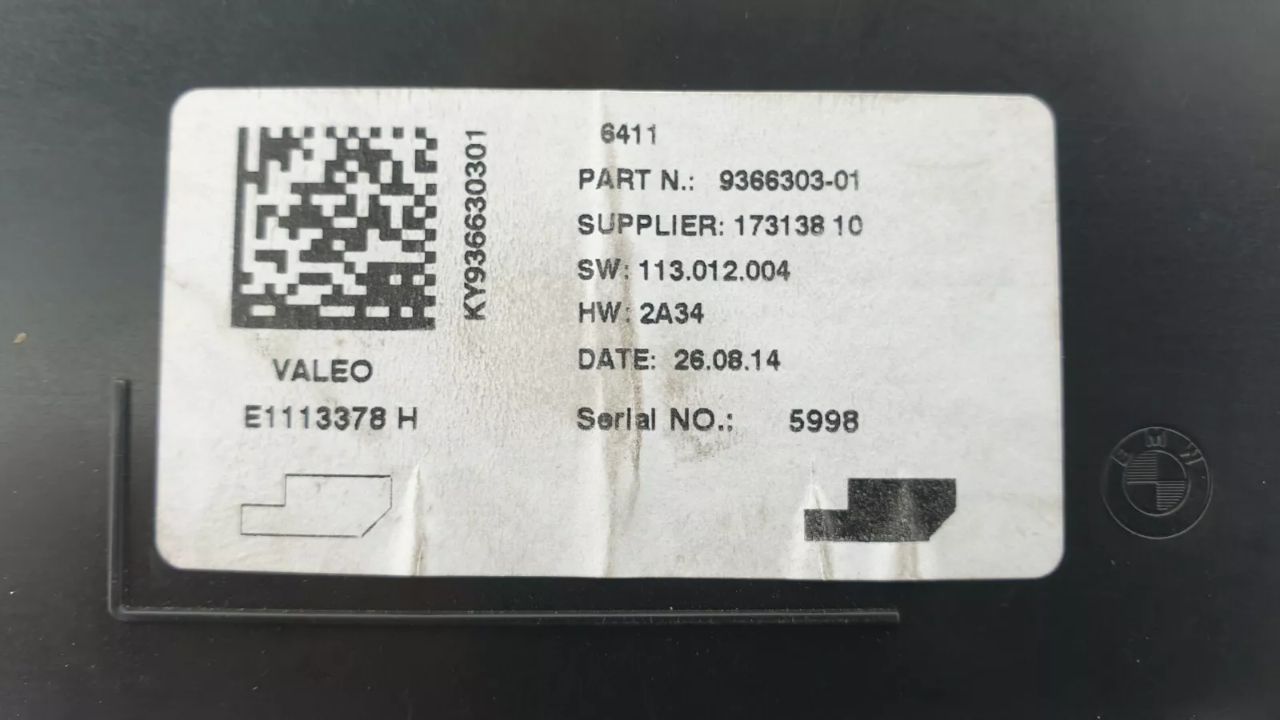 KY936630301
VALEO
E1113378 H
6411
PART N.: 9366303-01
SUPPLIER: 173138 10
SW: 113.012.004
HW: 2A34
DATE: 26.08.14
Serial NO.: 5998
BMW